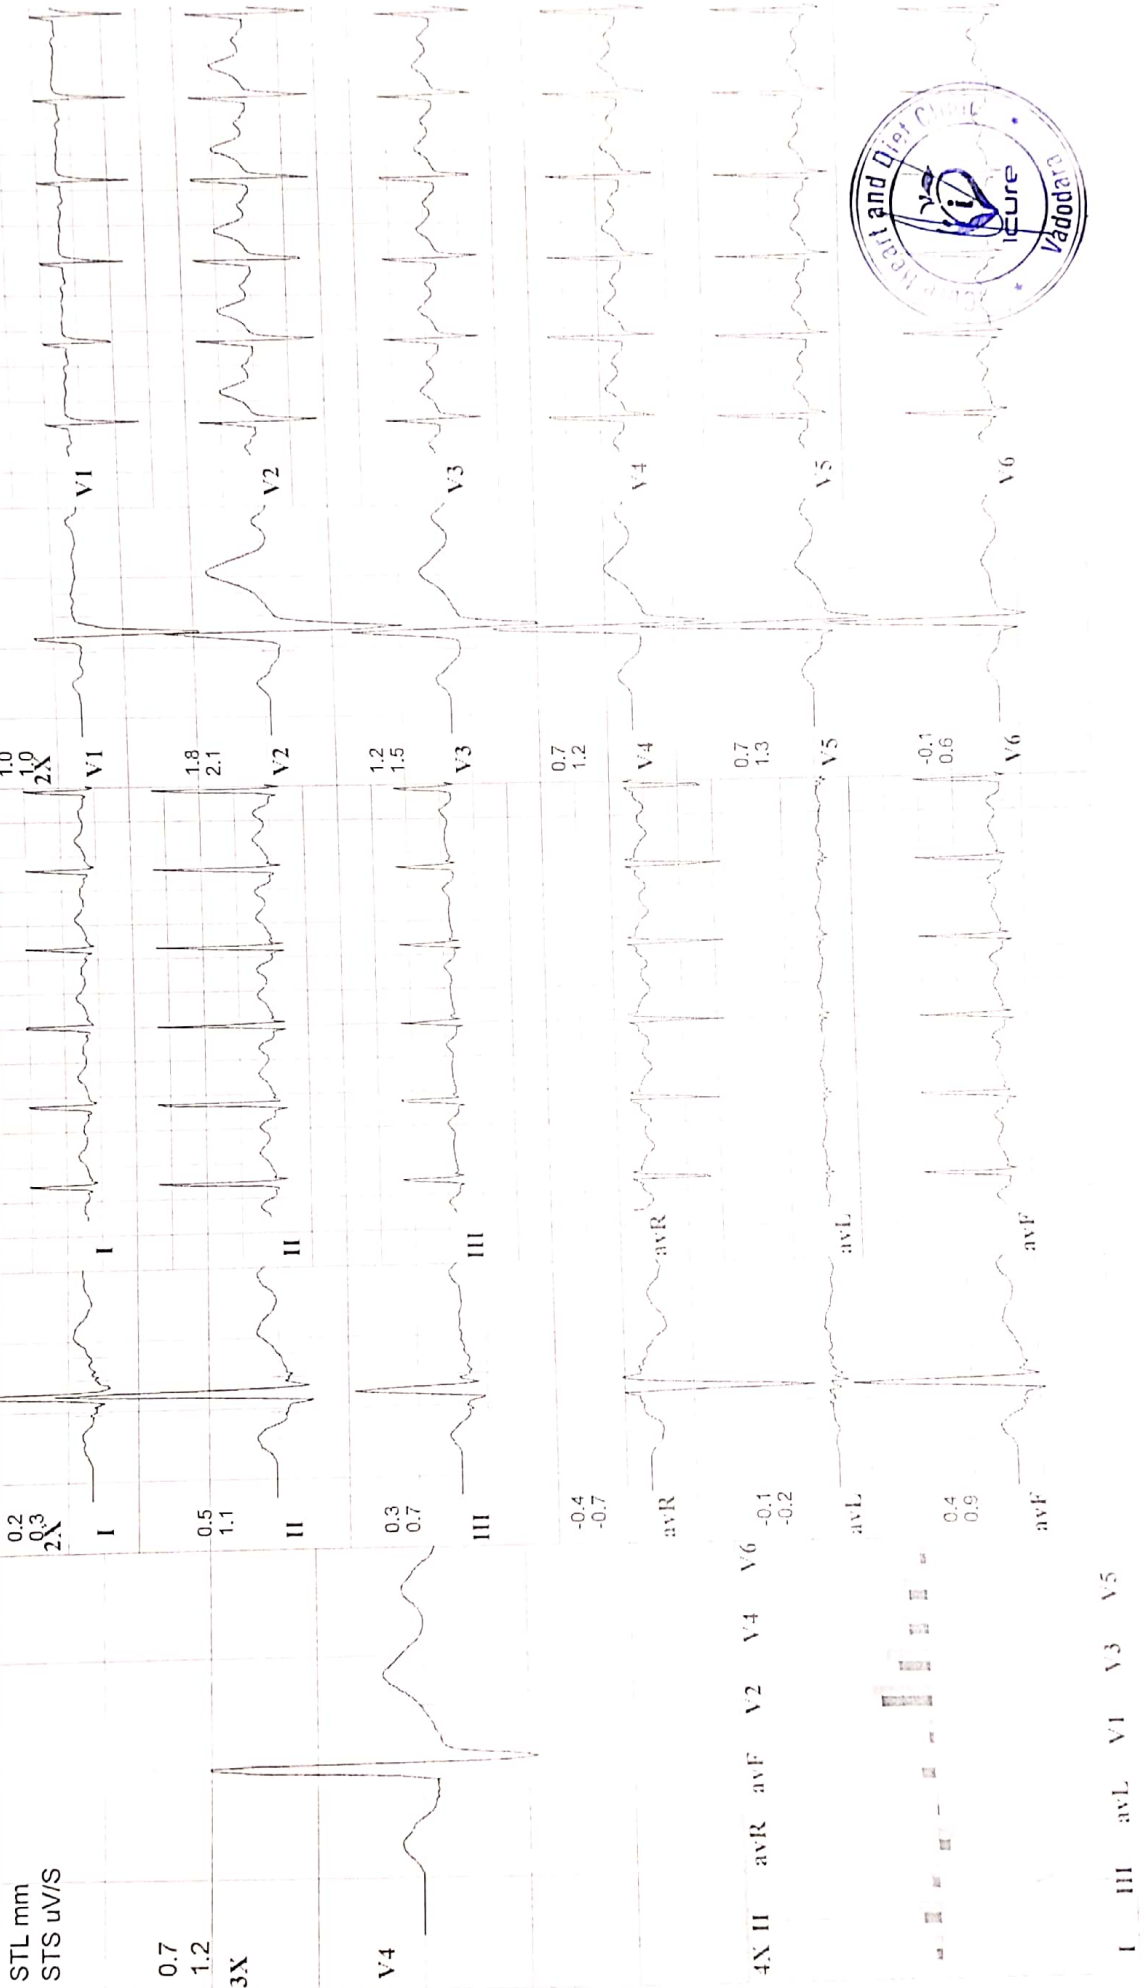 STL mm
STS uV/S
0.7
1.2
3X
V4
4X II avR avF V2 V4 V6
I III avL V1 V3 V5
0.2
0.3
2X
I
I
0.5
1.1
II
II
0.3
0.7
III
III
-0.4
-0.7
avR
avR
-0.1
-0.2
avL
avL
0.4
0.9
avF
avF
1.0
1.0
2X
V1
V1
1.8
2.1
V2
V2
1.2
1.5
V3
V3
0.7
1.2
V4
V4
0.7
1.3
V5
V5
-0.1
0.6
V6
V6
Heart and Diet Clinic
icure
Vadodara